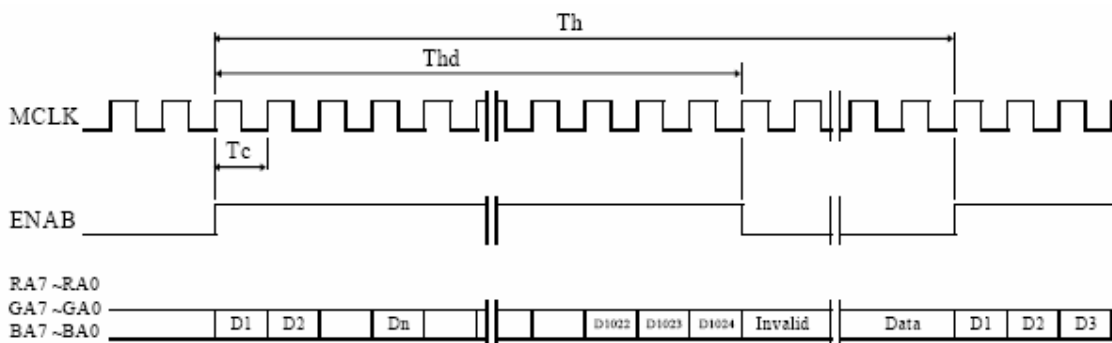 Th
Thd
MCLK
Tc
ENAB
RA7 ~RA0
GA7 ~GA0
BA7 ~BA0
D1 D2 Dn D1022 D1023 D1024 Invalid Data D1 D2 D3